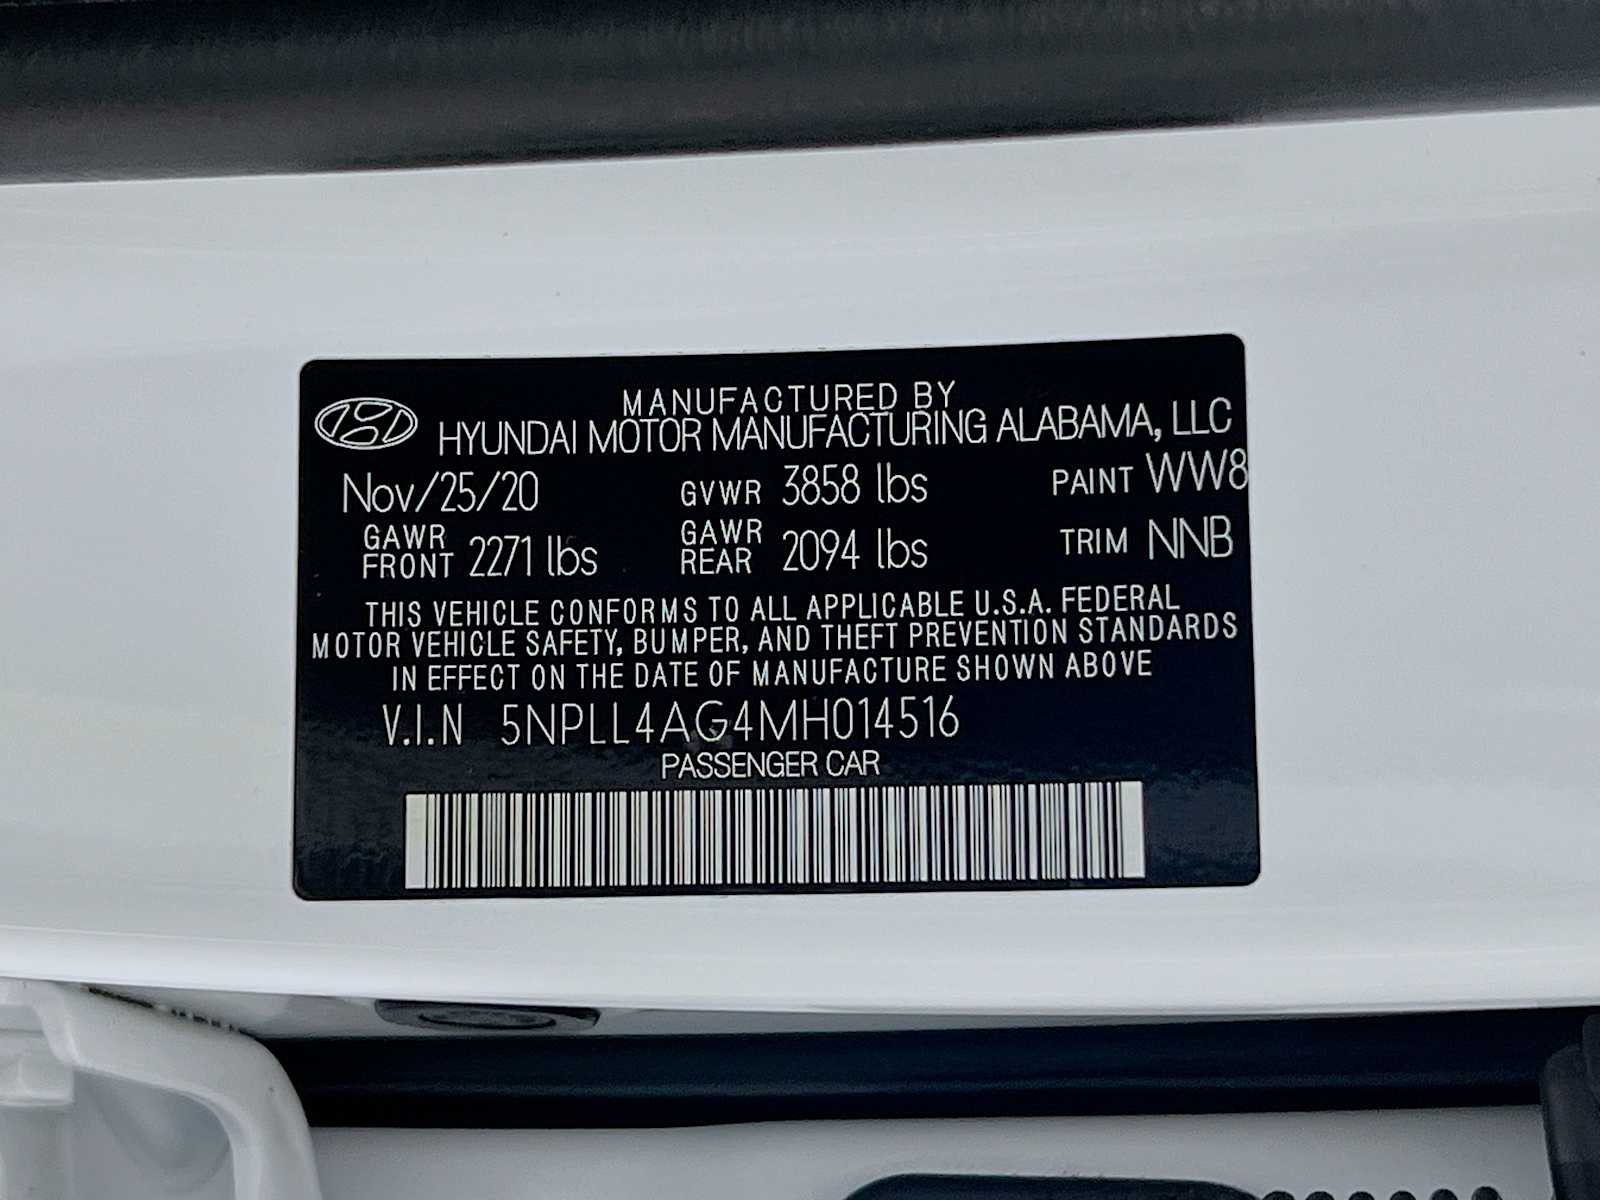 MANUFACTURED BY
HYUNDAI MOTOR MANUFACTURING ALABAMA, LLC
Nov/25/20 GVWR 3858 lbs PAINT WW8
GAWR FRONT 2271 lbs GAWR REAR 2094 lbs TRIM NNB
THIS VEHICLE CONFORMS TO ALL APPLICABLE U.S.A. FEDERAL
MOTOR VEHICLE SAFETY, BUMPER, AND THEFT PREVENTION STANDARDS
IN EFFECT ON THE DATE OF MANUFACTURE SHOWN ABOVE
V.I.N 5NPLL4AG4MH014516
PASSENGER CAR